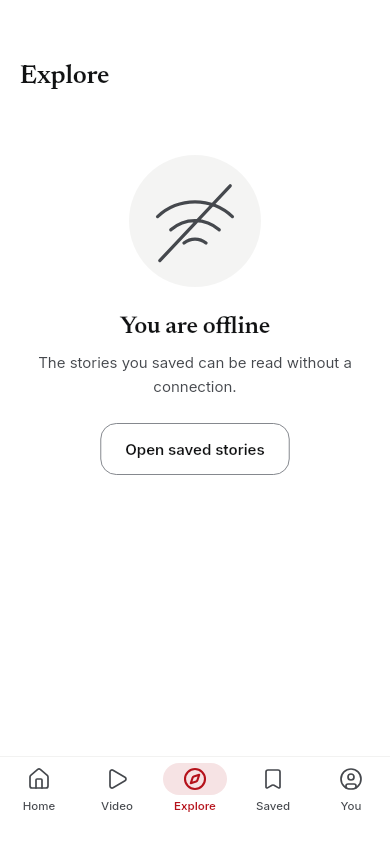 Explore
You are offline
The stories you saved can be read without a
connection.
Open saved stories
Home
Video
Explore
Saved
You